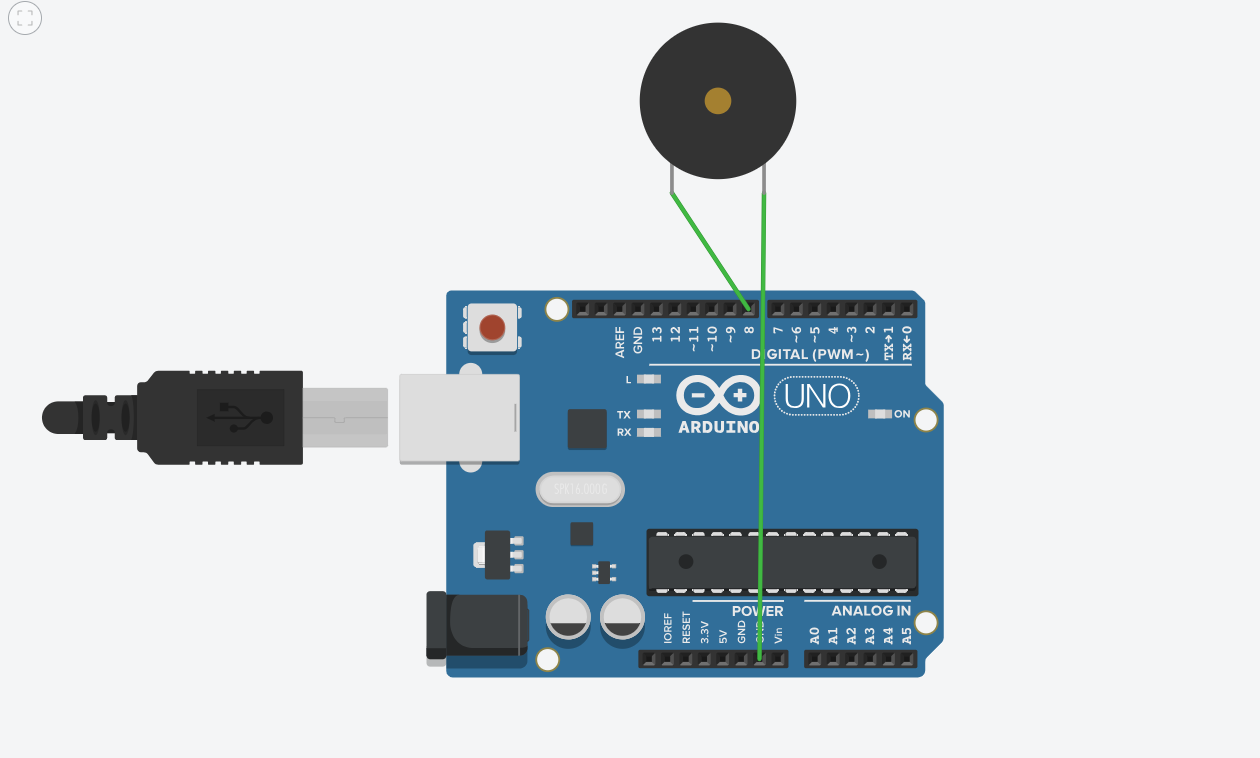 AREF
GND
13
12
~11
~10
~9
8
7
~6
~5
4
~3
2
TX→1
RX←0
DIGITAL (PWM~)
L
TX
RX
UNO
ARDUINO
ON
SPK16.000G
POWER
ANALOG IN
IOREF
RESET
3.3V
5V
GND
GND
Vin
A0
A1
A2
A3
A4
A5